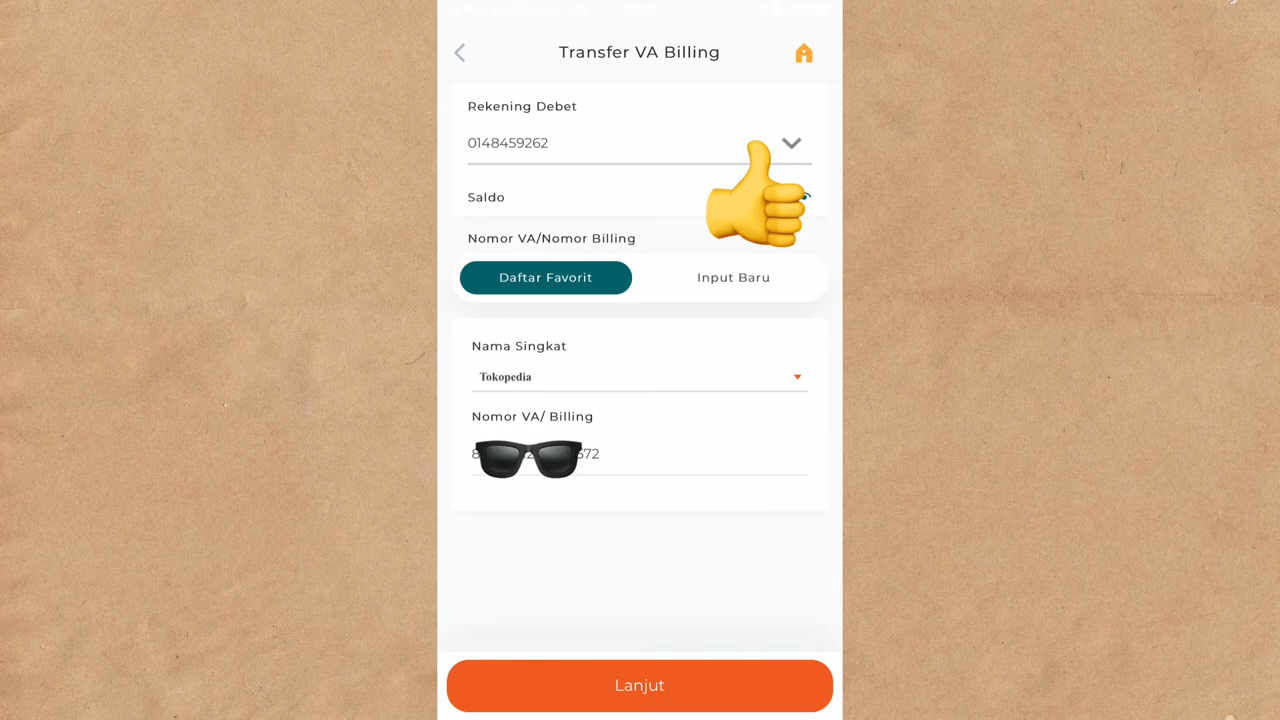 Transfer VA Billing
Rekening Debet
0148459262
Saldo
Nomor VA/Nomor Billing
Daftar Favorit
Input Baru
Nama Singkat
Tokopedia
Nomor VA/ Billing
Lanjut